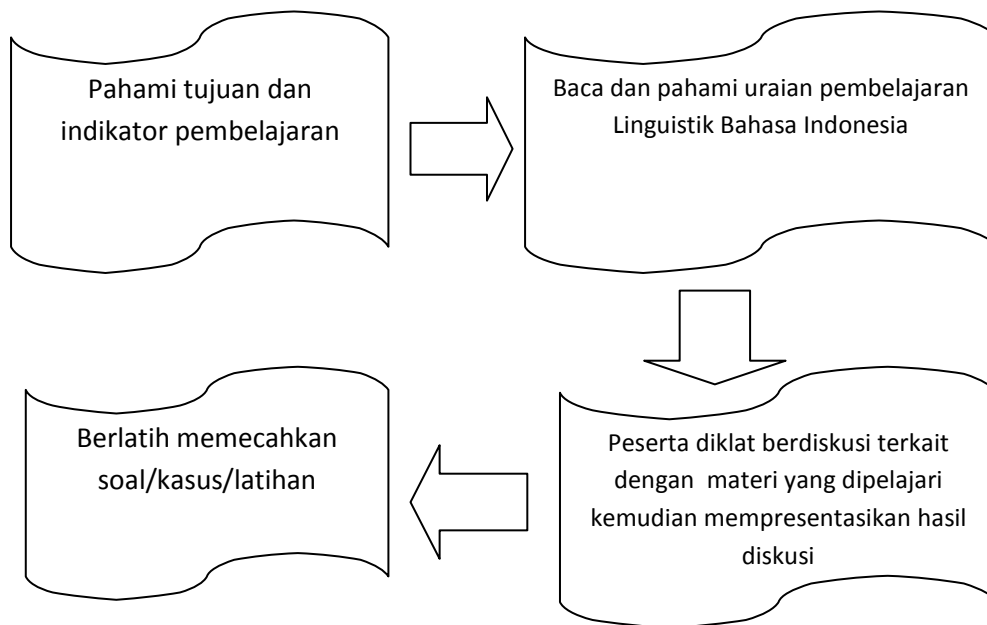 Pahami tujuan dan
indikator pembelajaran
Baca dan pahami uraian pembelajaran
Linguistik Bahasa Indonesia
Peserta diklat berdiskusi terkait
dengan materi yang dipelajari
kemudian mempresentasikan hasil
diskusi
Berlatih memecahkan
soal/kasus/latihan